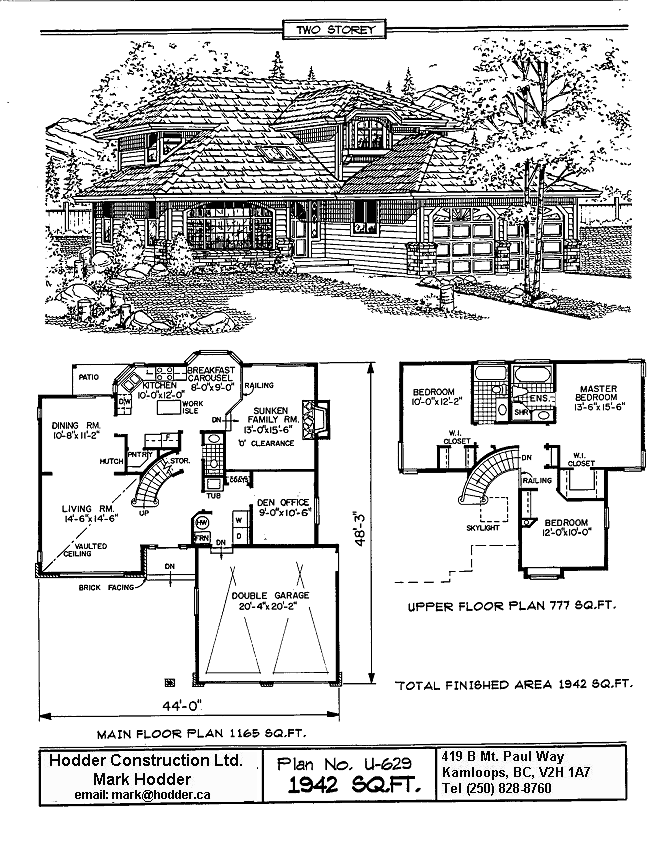 TWO STOREY
PATIO
KITCHEN
10'-0"x12'-0"
BREAKFAST
CAROUSEL
8'-0"x9'-0"
RAILING
D/W
WORK
ISLE
DN
SUNKEN
FAMILY RM.
13'-0"x15'-6"
'0' CLEARANCE
DINING RM.
10'-8"x11'-2"
F
HUTCH
PNTRY
STOR.
UP
TUB
LIVING RM.
14'-6"x14'-6"
VAULTED
CEILING
DEN OFFICE
9'-0"x10'-6"
HW
FRN
W
D
DN
DN
BRICK FACING
DOUBLE GARAGE
20'-4"x20'-2"
48'-3"
44'-0"
MAIN FLOOR PLAN 1165 SQ.FT.
BEDROOM
10'-0"x12'-2"
ENS.
SHR
MASTER
BEDROOM
13'-6"x15'-6"
W.I.
CLOSET
DN
W.I.
CLOSET
RAILING
SKYLIGHT
BEDROOM
12'-0"x10'-0"
UPPER FLOOR PLAN 777 SQ.FT.
TOTAL FINISHED AREA 1942 SQ.FT.
Hodder Construction Ltd.
Mark Hodder
email: mark@hodder.ca
Plan No. U-629
1942 SQ.FT.
419 B Mt. Paul Way
Kamloops, BC, V2H 1A7
Tel (250) 828-8760